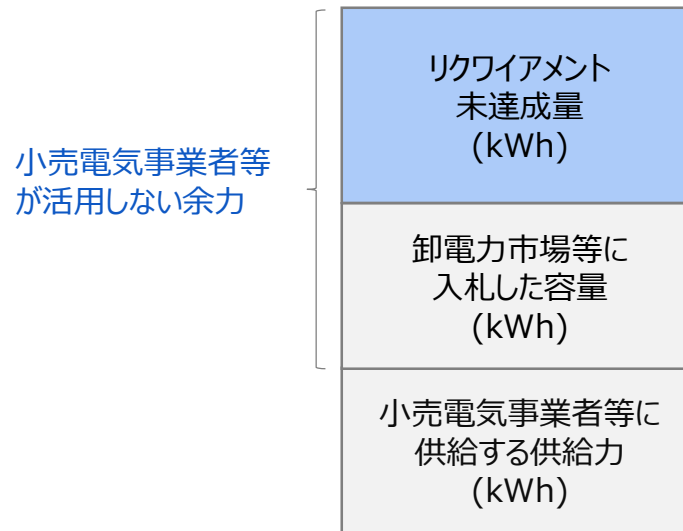 リクワイアメント
未達成量
(kWh)
小売電気事業者等
が活用しない余力
卸電力市場等に
入札した容量
(kWh)
小売電気事業者等に
供給する供給力
(kWh)